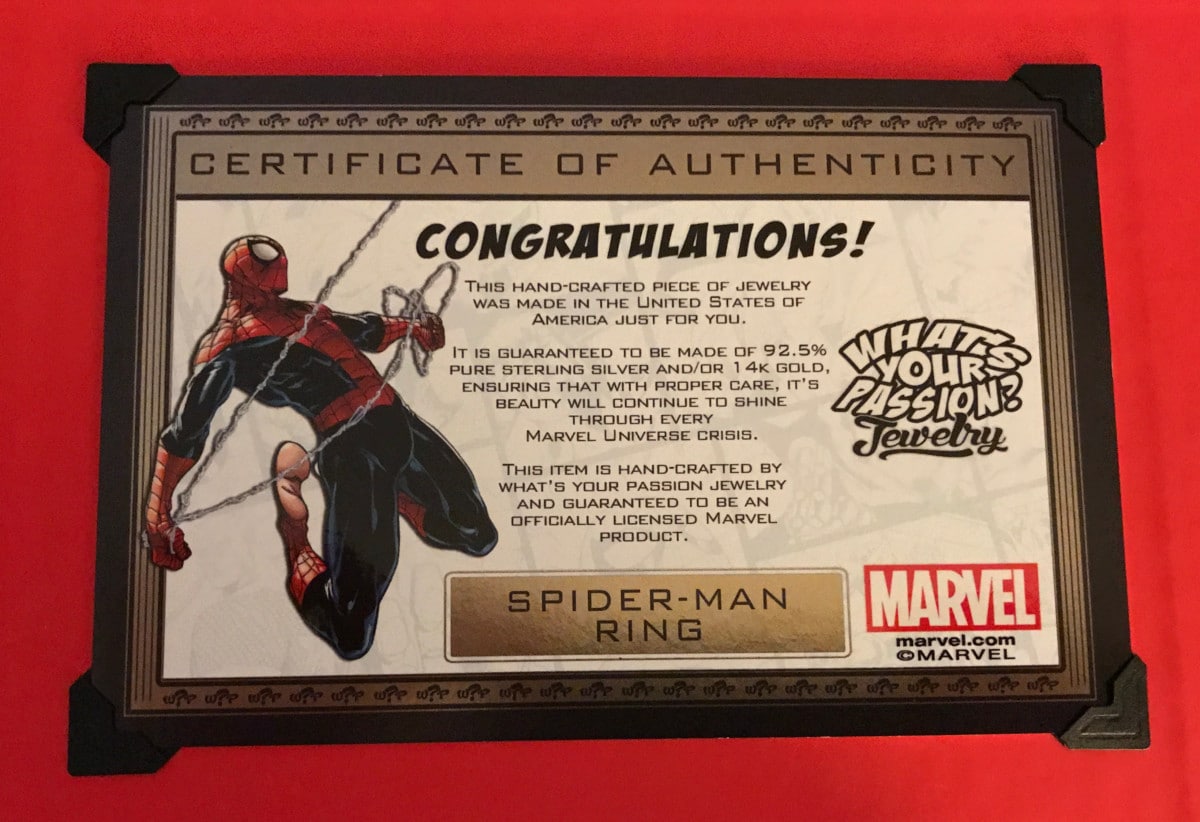 CERTIFICATE OF AUTHENTICITY
CONGRATULATIONS!
THIS HAND-CRAFTED PIECE OF JEWELRY
WAS MADE IN THE UNITED STATES OF
AMERICA JUST FOR YOU.
IT IS GUARANTEED TO BE MADE OF 92.5%
PURE STERLING SILVER AND/OR 14K GOLD,
ENSURING THAT WITH PROPER CARE, IT'S
BEAUTY WILL CONTINUE TO SHINE
THROUGH EVERY
MARVEL UNIVERSE CRISIS.
THIS ITEM IS HAND-CRAFTED BY
WHAT'S YOUR PASSION JEWELRY
AND GUARANTEED TO BE AN
OFFICIALLY LICENSED MARVEL
PRODUCT.
WHAT'S
YOUR
PASSION?
Jewelry
SPIDER-MAN
RING
MARVEL
marvel.com
©MARVEL